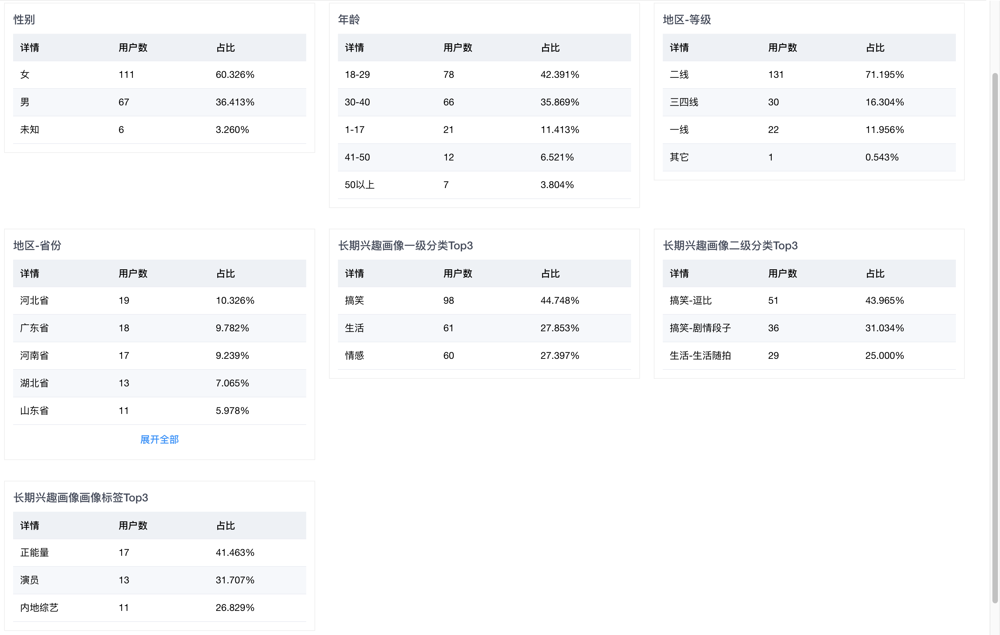 性别
详情 用户数 占比
女 111 60.326%
男 67 36.413%
未知 6 3.260%
年龄
详情 用户数 占比
18-29 78 42.391%
30-40 66 35.869%
1-17 21 11.413%
41-50 12 6.521%
50以上 7 3.804%
地区-等级
详情 用户数 占比
二线 131 71.195%
三四线 30 16.304%
一线 22 11.956%
其它 1 0.543%
地区-省份
详情 用户数 占比
河北省 19 10.326%
广东省 18 9.782%
河南省 17 9.239%
湖北省 13 7.065%
山东省 11 5.978%
展开全部
长期兴趣画像一级分类Top3
详情 用户数 占比
搞笑 98 44.748%
生活 61 27.853%
情感 60 27.397%
长期兴趣画像二级分类Top3
详情 用户数 占比
搞笑-逗比 51 43.965%
搞笑-剧情段子 36 31.034%
生活-生活随拍 29 25.000%
长期兴趣画像画像标签Top3
详情 用户数 占比
正能量 17 41.463%
演员 13 31.707%
内地综艺 11 26.829%